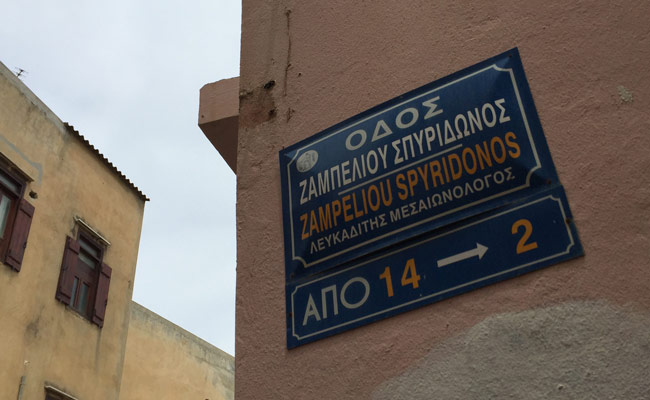 ΟΔΟΣ
ΖΑΜΠΕΛΙΟΥ ΣΠΥΡΙΔΩΝΟΣ
ZAMPELIOU SPYRIDONOS
ΛΕΥΚΑΔΙΤΗΣ ΜΕΣΑΙΩΝΟΛΟΓΟΣ
ΑΠΟ 14 → 2